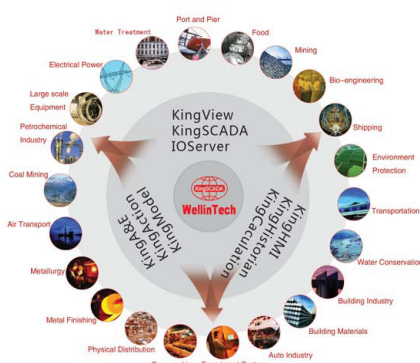 Port and Pier
Food
Mining
Bio-engineering
Shipping
Environment
Protection
Transportation
Water Conservation
Building Industry
Building Materials
Auto Industry
Physical Distribution
Metal Finishing
Metallurgy
Air Transport
Coal Mining
Petrochemical
Industry
Large scale
Equipment
Electrical Power
Water Treatment
KingView
KingSCADA
IOServer
KingHMI
KingHistorian
KingCaculation
KingA&E
KingAction
KingModel
KingSCADA
WellinTech